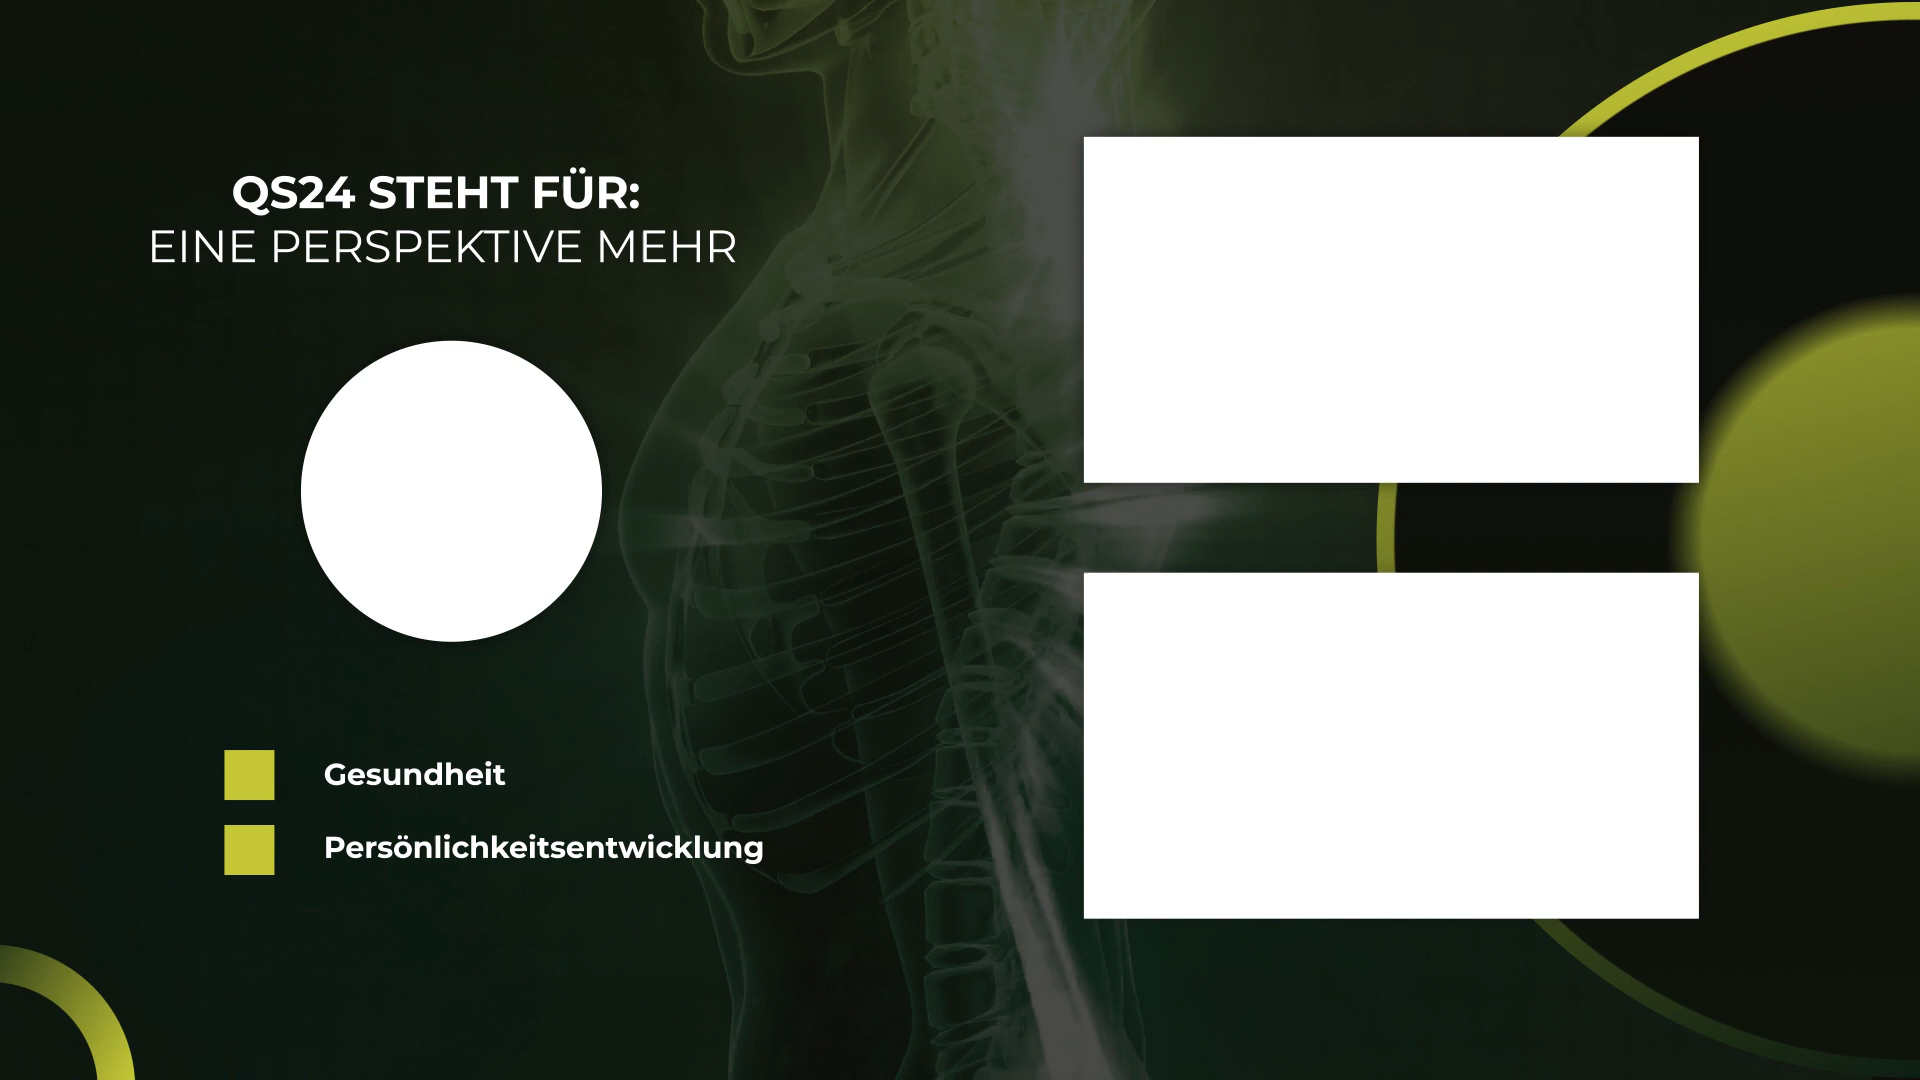 QS24 STEHT FÜR:
EINE PERSPEKTIVE MEHR
Gesundheit
Persönlichkeitsentwicklung